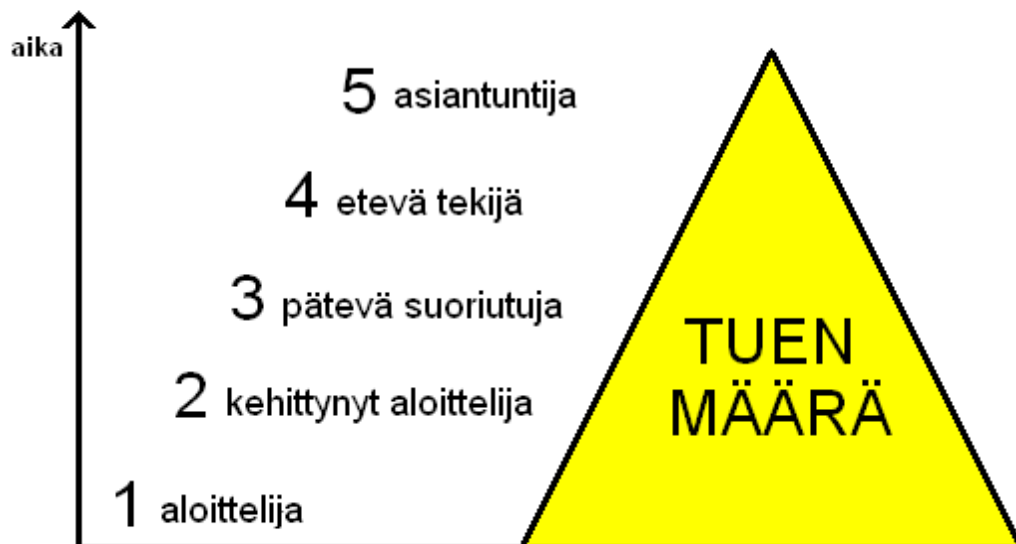 aika
5 asiantuntija
4 etevä tekijä
3 pätevä suoriutuja
2 kehittynyt aloittelija
1 aloittelija
TUEN
MÄÄRÄ